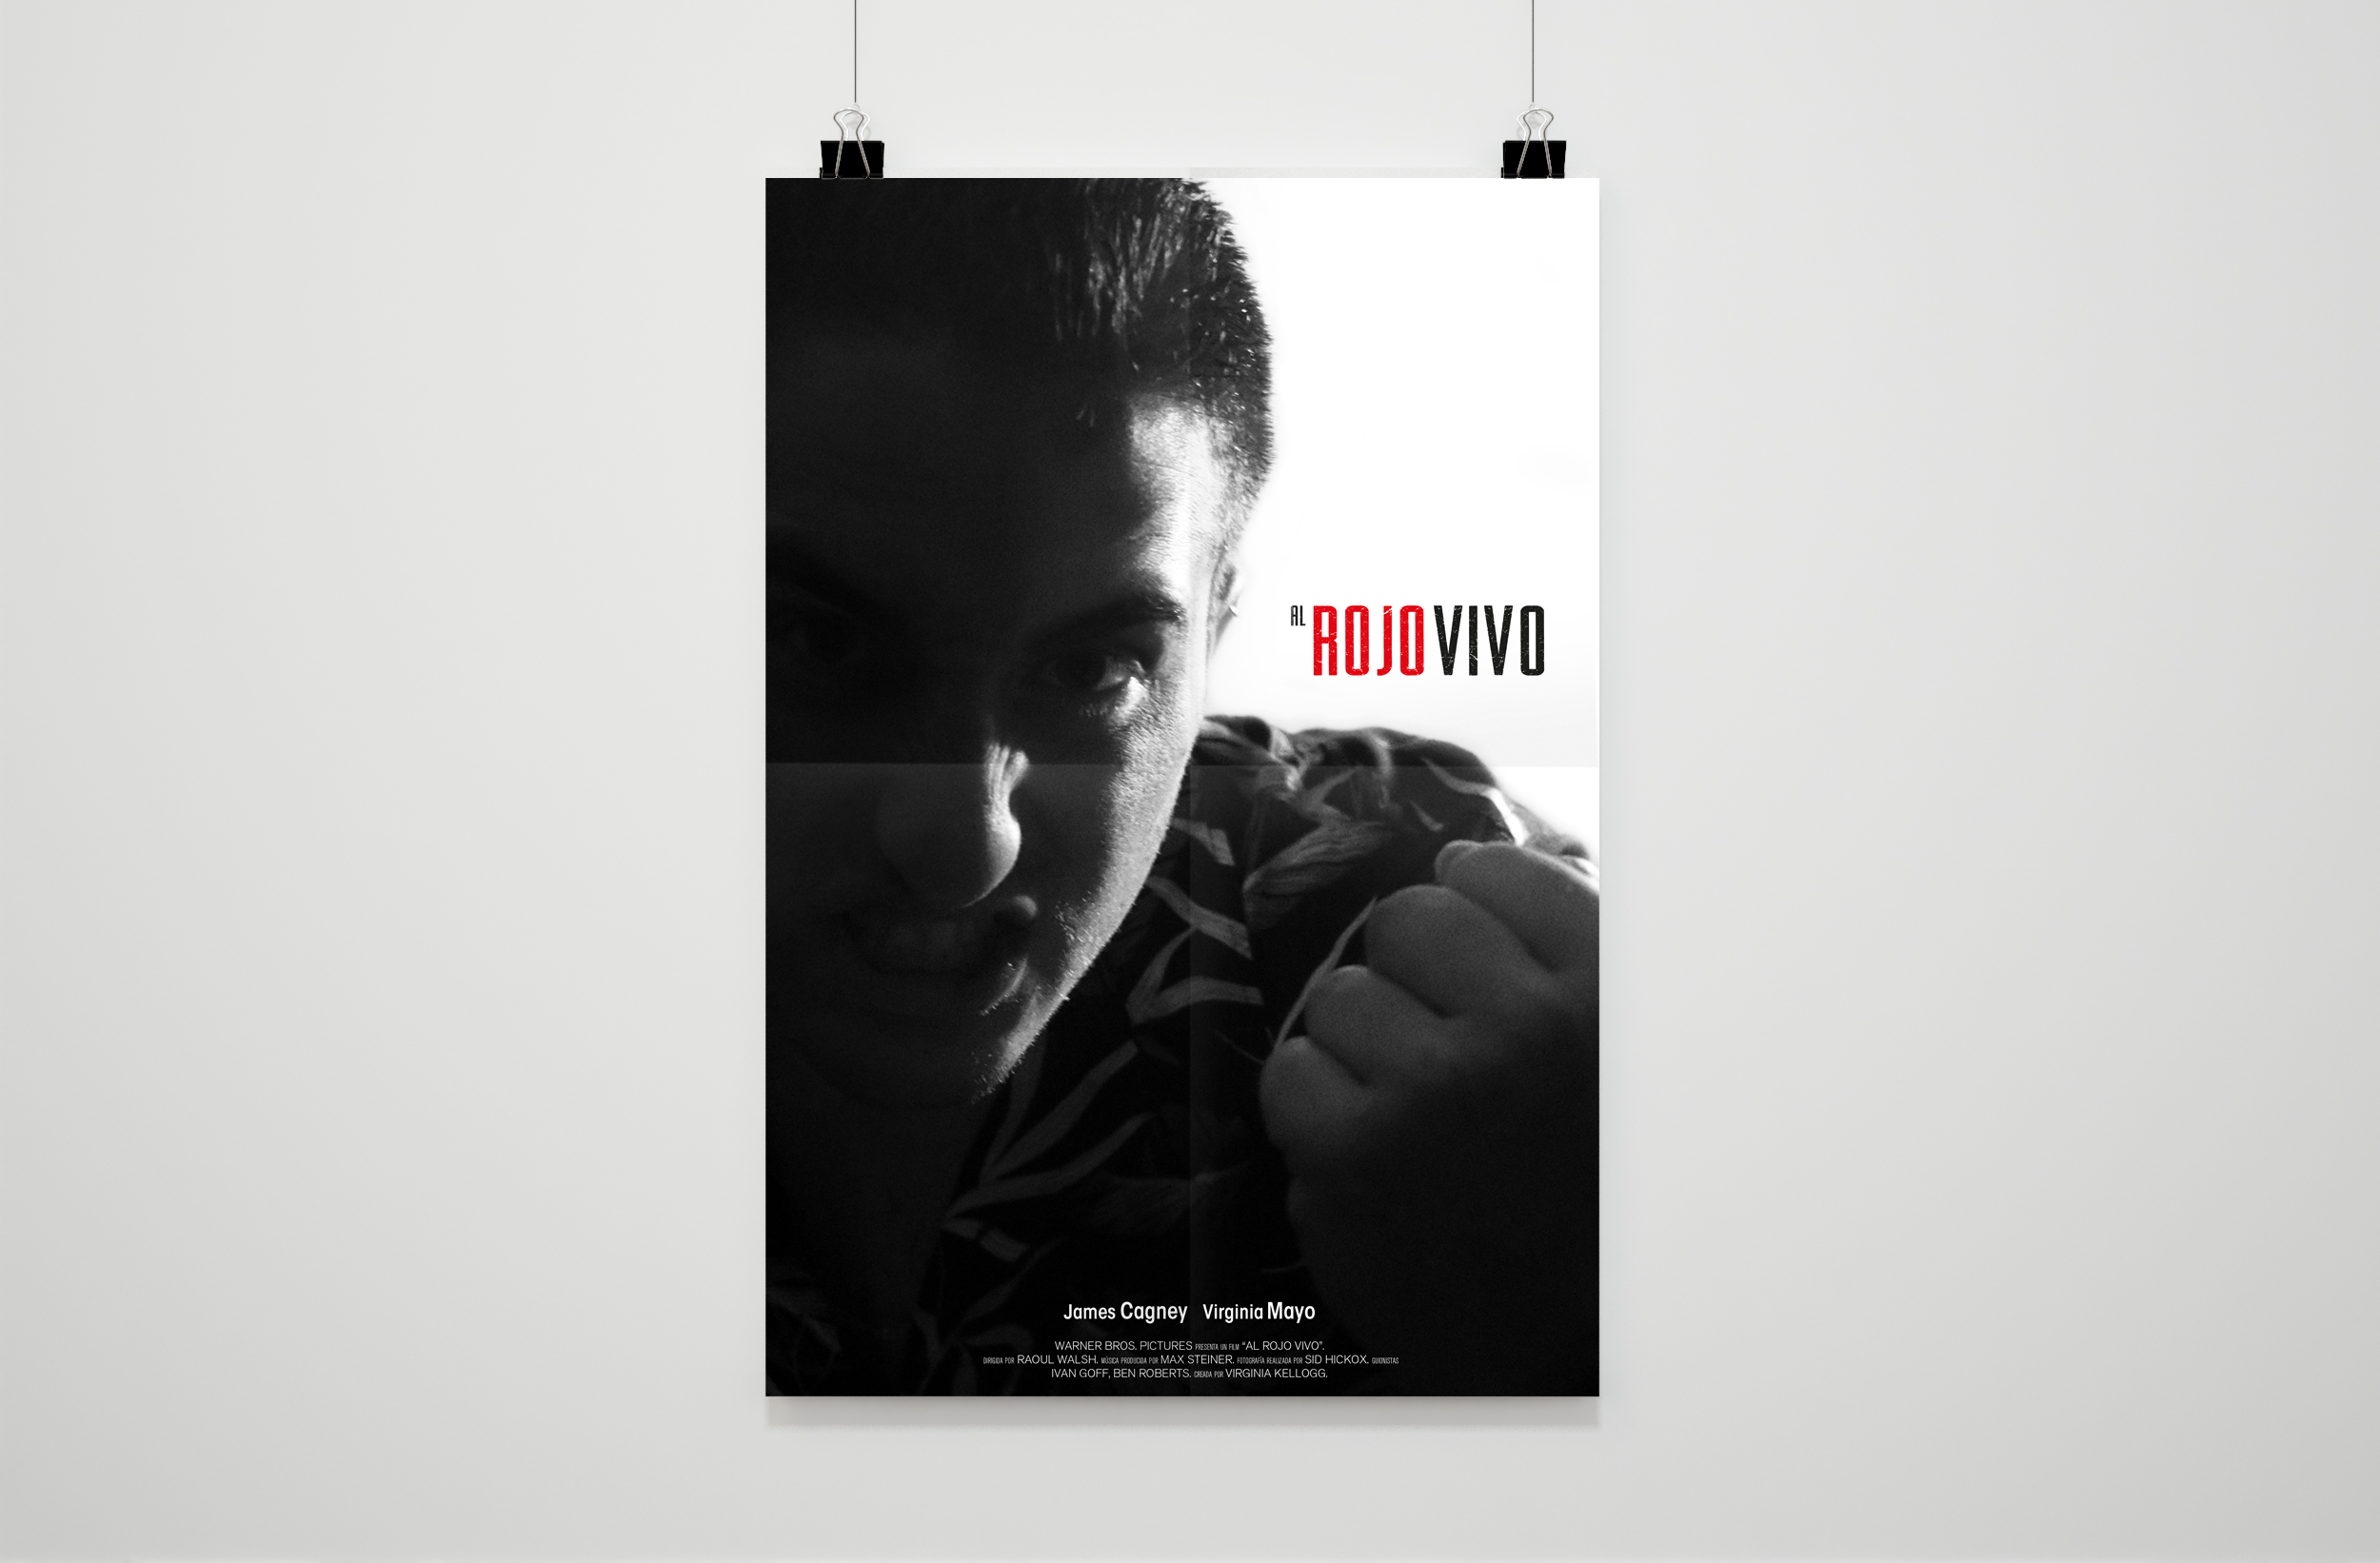 AL ROJO VIVO
James Cagney Virginia Mayo
WARNER BROS. PICTURES PRESENTA UN FILM “AL ROJO VIVO”.
DIRIGIDA POR RAOUL WALSH. MÚSICA PRODUCIDA POR MAX STEINER. FOTOGRAFÍA REALIZADA POR SID HICKOX. GUIONISTAS
IVAN GOFF, BEN ROBERTS. CREADA POR VIRGINIA KELLOGG.